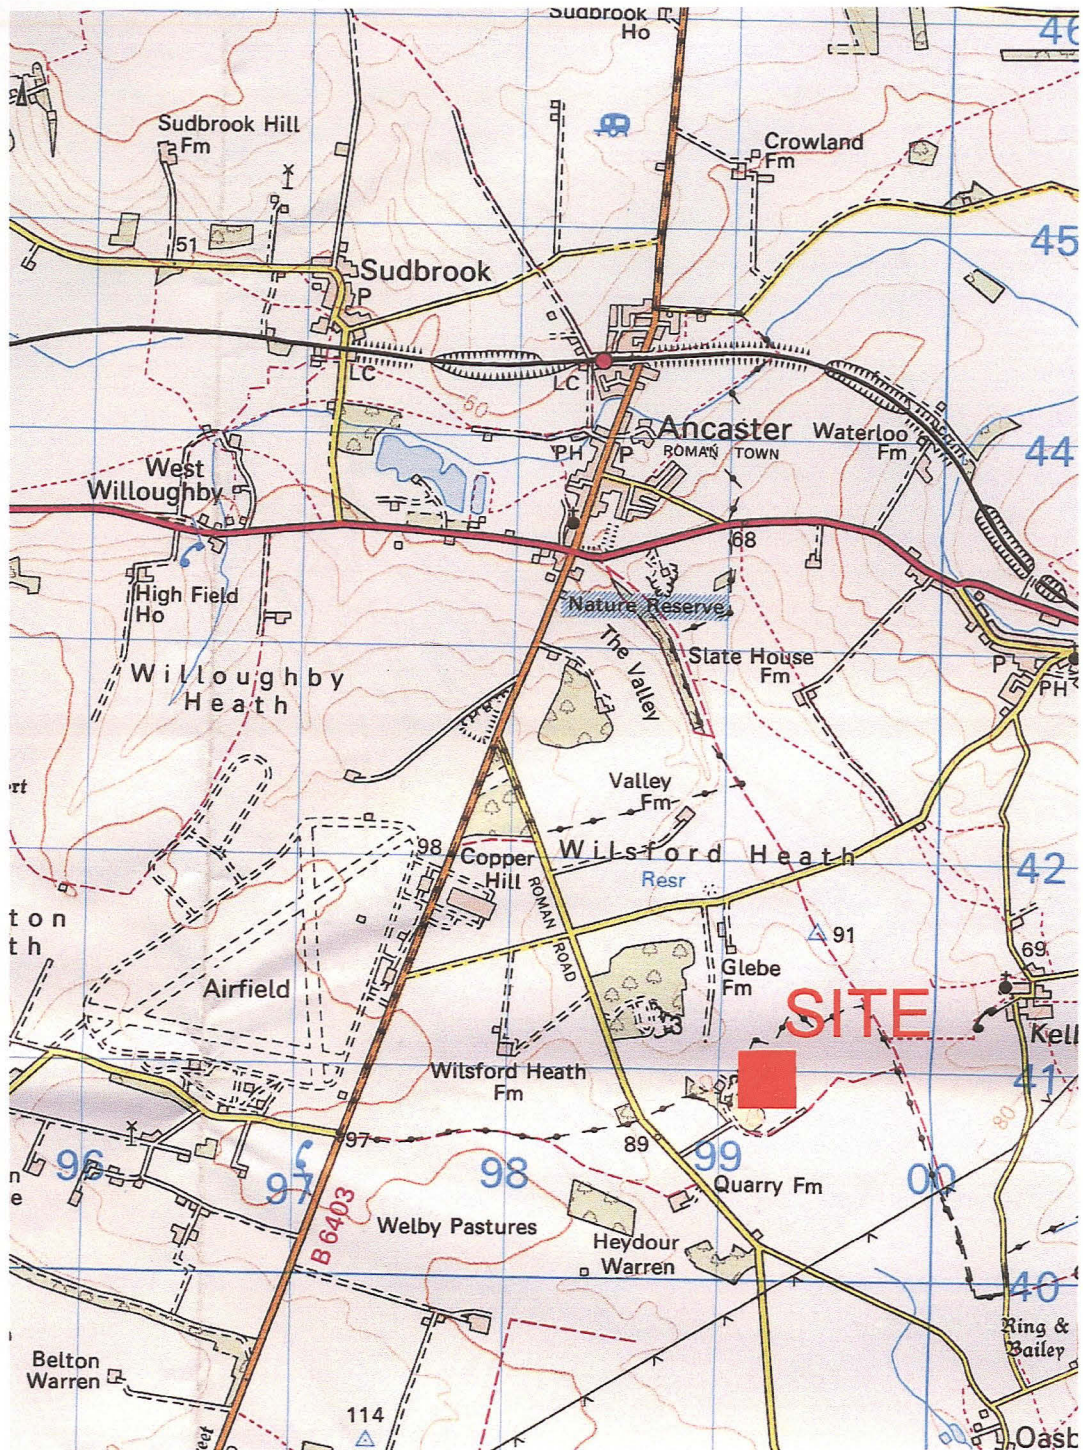 Sudbrook
Ho
46
Sudbrook Hill
Fm
Crowland
Fm
45
51
Sudbrook
P
LC
LC
60
Ancaster
ROMAN TOWN
Waterloo
Fm
44
PH
P
West
Willoughby
68
High Field
Ho
Nature Reserve
The Valley
Slate House
Fm
P
PH
Willoughby
Heath
Valley
Fm
98
Copper
Hill
Wilsford Heath
Resr
42
ROMAN ROAD
ton
th
91
69
Airfield
Glebe
Fm
SITE
Kell
Wilsford Heath
Fm
41
80
97
89
96
97
98
99
00
Quarry Fm
B 6403
Welby Pastures
Heydour
Warren
40
Ring &
Bailey
Belton
Warren
114
Oasb